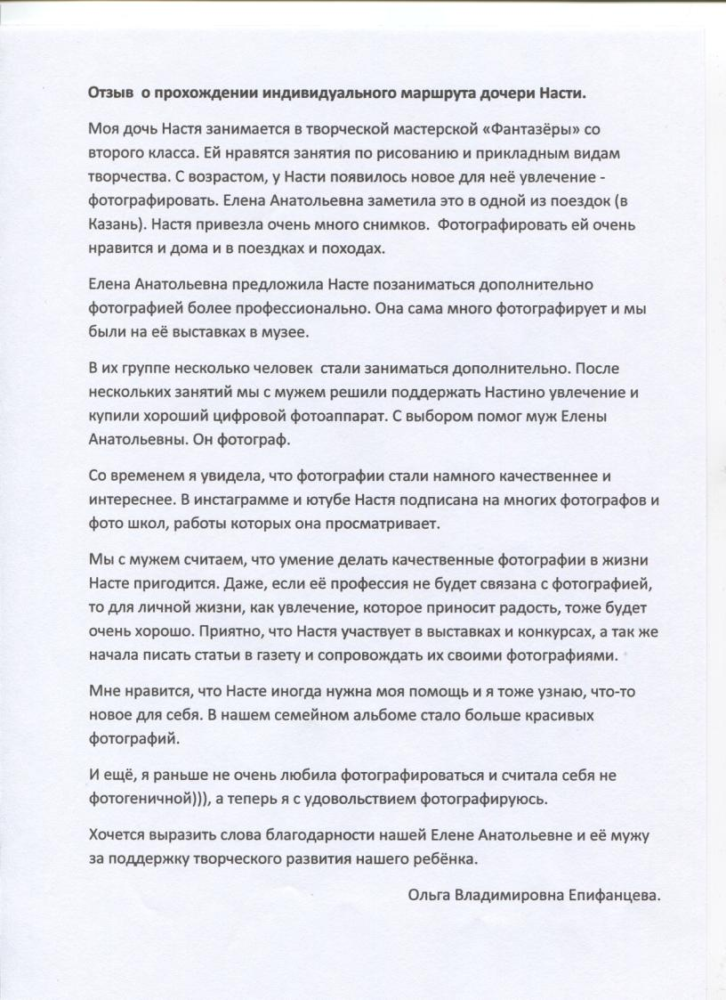 Отзыв  о прохождении индивидуального маршрута дочери Насти.
Моя дочь Настя занимается в творческой мастерской «Фантазёры» со
второго класса. Ей нравятся занятия по рисованию и прикладным видам
творчества. С возрастом, у Насти появилось новое для неё увлечение -
фотографировать. Елена Анатольевна заметила это в одной из поездок (в
Казань). Настя привезла очень много снимков.  Фотографировать ей очень
нравится и дома и в поездках и походах.
Елена Анатольевна предложила Насте позаниматься дополнительно
фотографией более профессионально. Она сама много фотографирует и мы
были на её выставках в музее.
В их группе несколько человек  стали заниматься дополнительно. После
нескольких занятий мы с мужем решили поддержать Настино увлечение и
купили хороший цифровой фотоаппарат. С выбором помог муж Елены
Анатольевны. Он фотограф.
Со временем я увидела, что фотографии стали намного качественнее и
интереснее. В инстаграмме и ютубе Настя подписана на многих фотографов и
фото школ, работы которых она просматривает.
Мы с мужем считаем, что умение делать качественные фотографии в жизни
Насте пригодится. Даже, если её профессия не будет связана с фотографией,
то для личной жизни, как увлечение, которое приносит радость, тоже будет
очень хорошо. Приятно, что Настя участвует в выставках и конкурсах, а так же
начала писать статьи в газету и сопровождать их своими фотографиями.
Мне нравится, что Насте иногда нужна моя помощь и я тоже узнаю, что-то
новое для себя. В нашем семейном альбоме стало больше красивых
фотографий.
И ещё, я раньше не очень любила фотографироваться и считала себя не
фотогеничной))), а теперь я с удовольствием фотографируюсь.
Хочется выразить слова благодарности нашей Елене Анатольевне и её мужу
за поддержку творческого развития нашего ребёнка.
Ольга Владимировна Епифанцева.